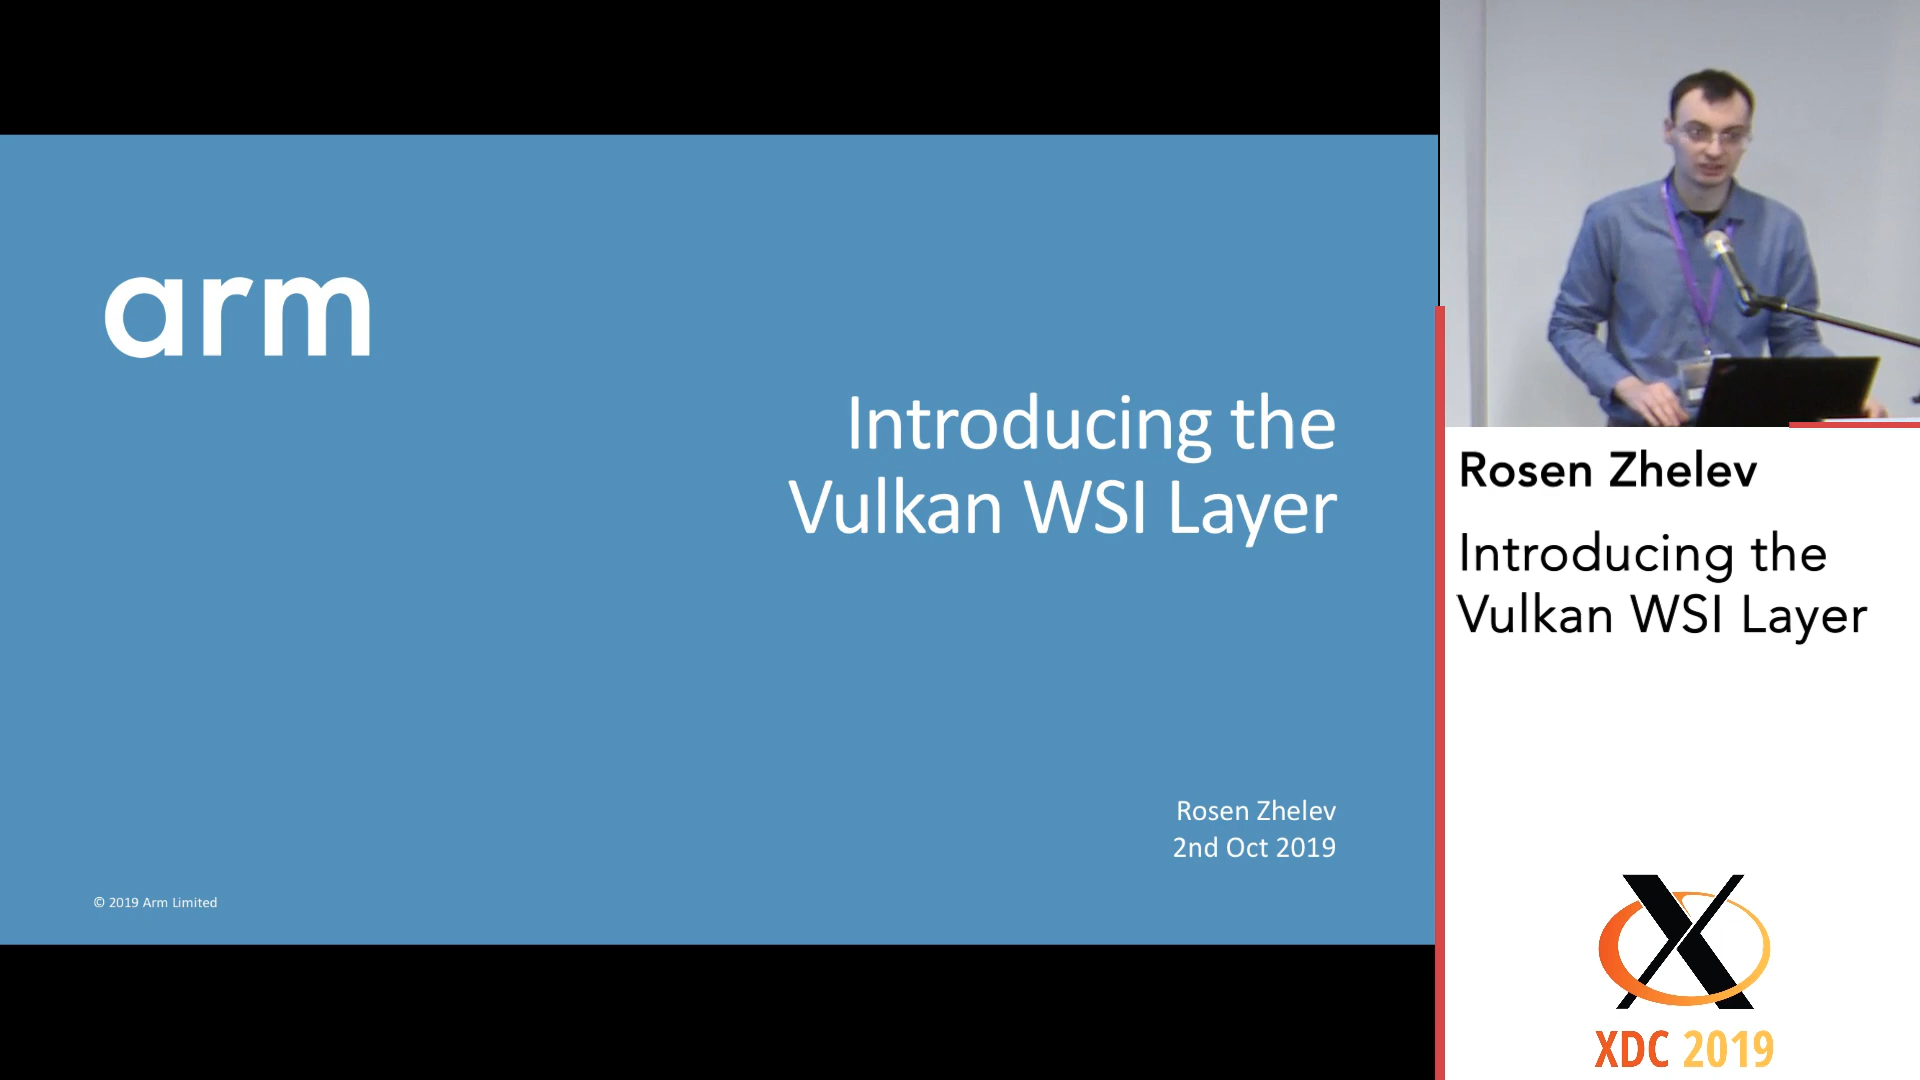 arm
Introducing the
Vulkan WSI Layer
Rosen Zhelev
2nd Oct 2019
© 2019 Arm Limited
Rosen Zhelev
Introducing the
Vulkan WSI Layer
X
XDC 2019